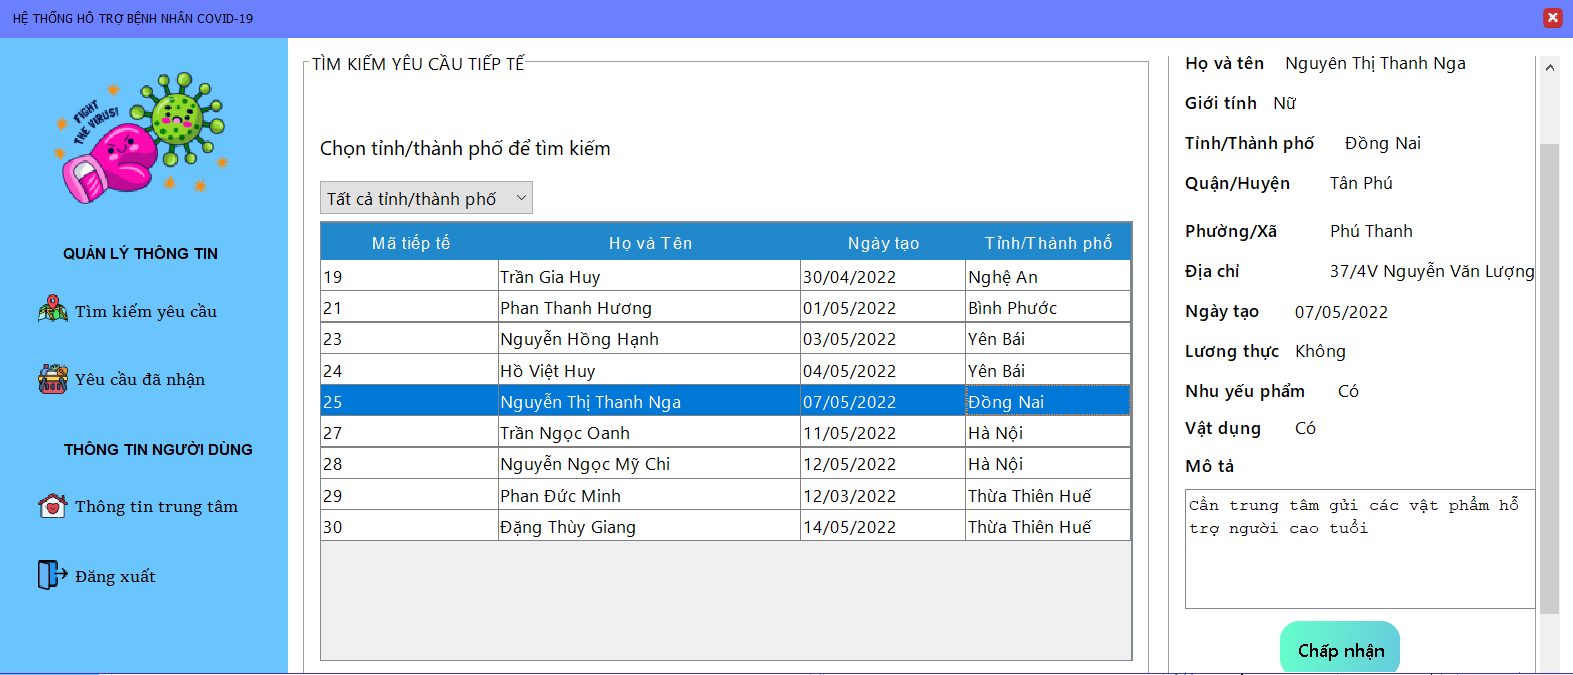 HỆ THỐNG HỖ TRỢ BỆNH NHÂN COVID-19
FIGHT
THE VIRUS!
QUẢN LÝ THÔNG TIN
Tìm kiếm yêu cầu
Yêu cầu đã nhận
THÔNG TIN NGƯỜI DÙNG
Thông tin trung tâm
Đăng xuất
TÌM KIẾM YÊU CẦU TIẾP TẾ
Chọn tỉnh/thành phố để tìm kiếm
Tất cả tỉnh/thành phố
Mã tiếp tế Họ và Tên Ngày tạo Tỉnh/Thành phố
19 Trần Gia Huy 30/04/2022 Nghệ An
21 Phan Thanh Hương 01/05/2022 Bình Phước
23 Nguyễn Hồng Hạnh 03/05/2022 Yên Bái
24 Hồ Việt Huy 04/05/2022 Yên Bái
25 Nguyễn Thị Thanh Nga 07/05/2022 Đồng Nai
27 Trần Ngọc Oanh 11/05/2022 Hà Nội
28 Nguyễn Ngọc Mỹ Chi 12/05/2022 Hà Nội
29 Phan Đức Minh 12/03/2022 Thừa Thiên Huế
30 Đặng Thùy Giang 14/05/2022 Thừa Thiên Huế
Họ và tên Nguyễn Thị Thanh Nga
Giới tính Nữ
Tỉnh/Thành phố Đồng Nai
Quận/Huyện Tân Phú
Phường/Xã Phú Thanh
Địa chỉ 37/4V Nguyễn Văn Lượng
Ngày tạo 07/05/2022
Lương thực Không
Nhu yếu phẩm Có
Vật dụng Có
Mô tả
Cần trung tâm gửi các vật phẩm hỗ
trợ người cao tuổi
Chấp nhận